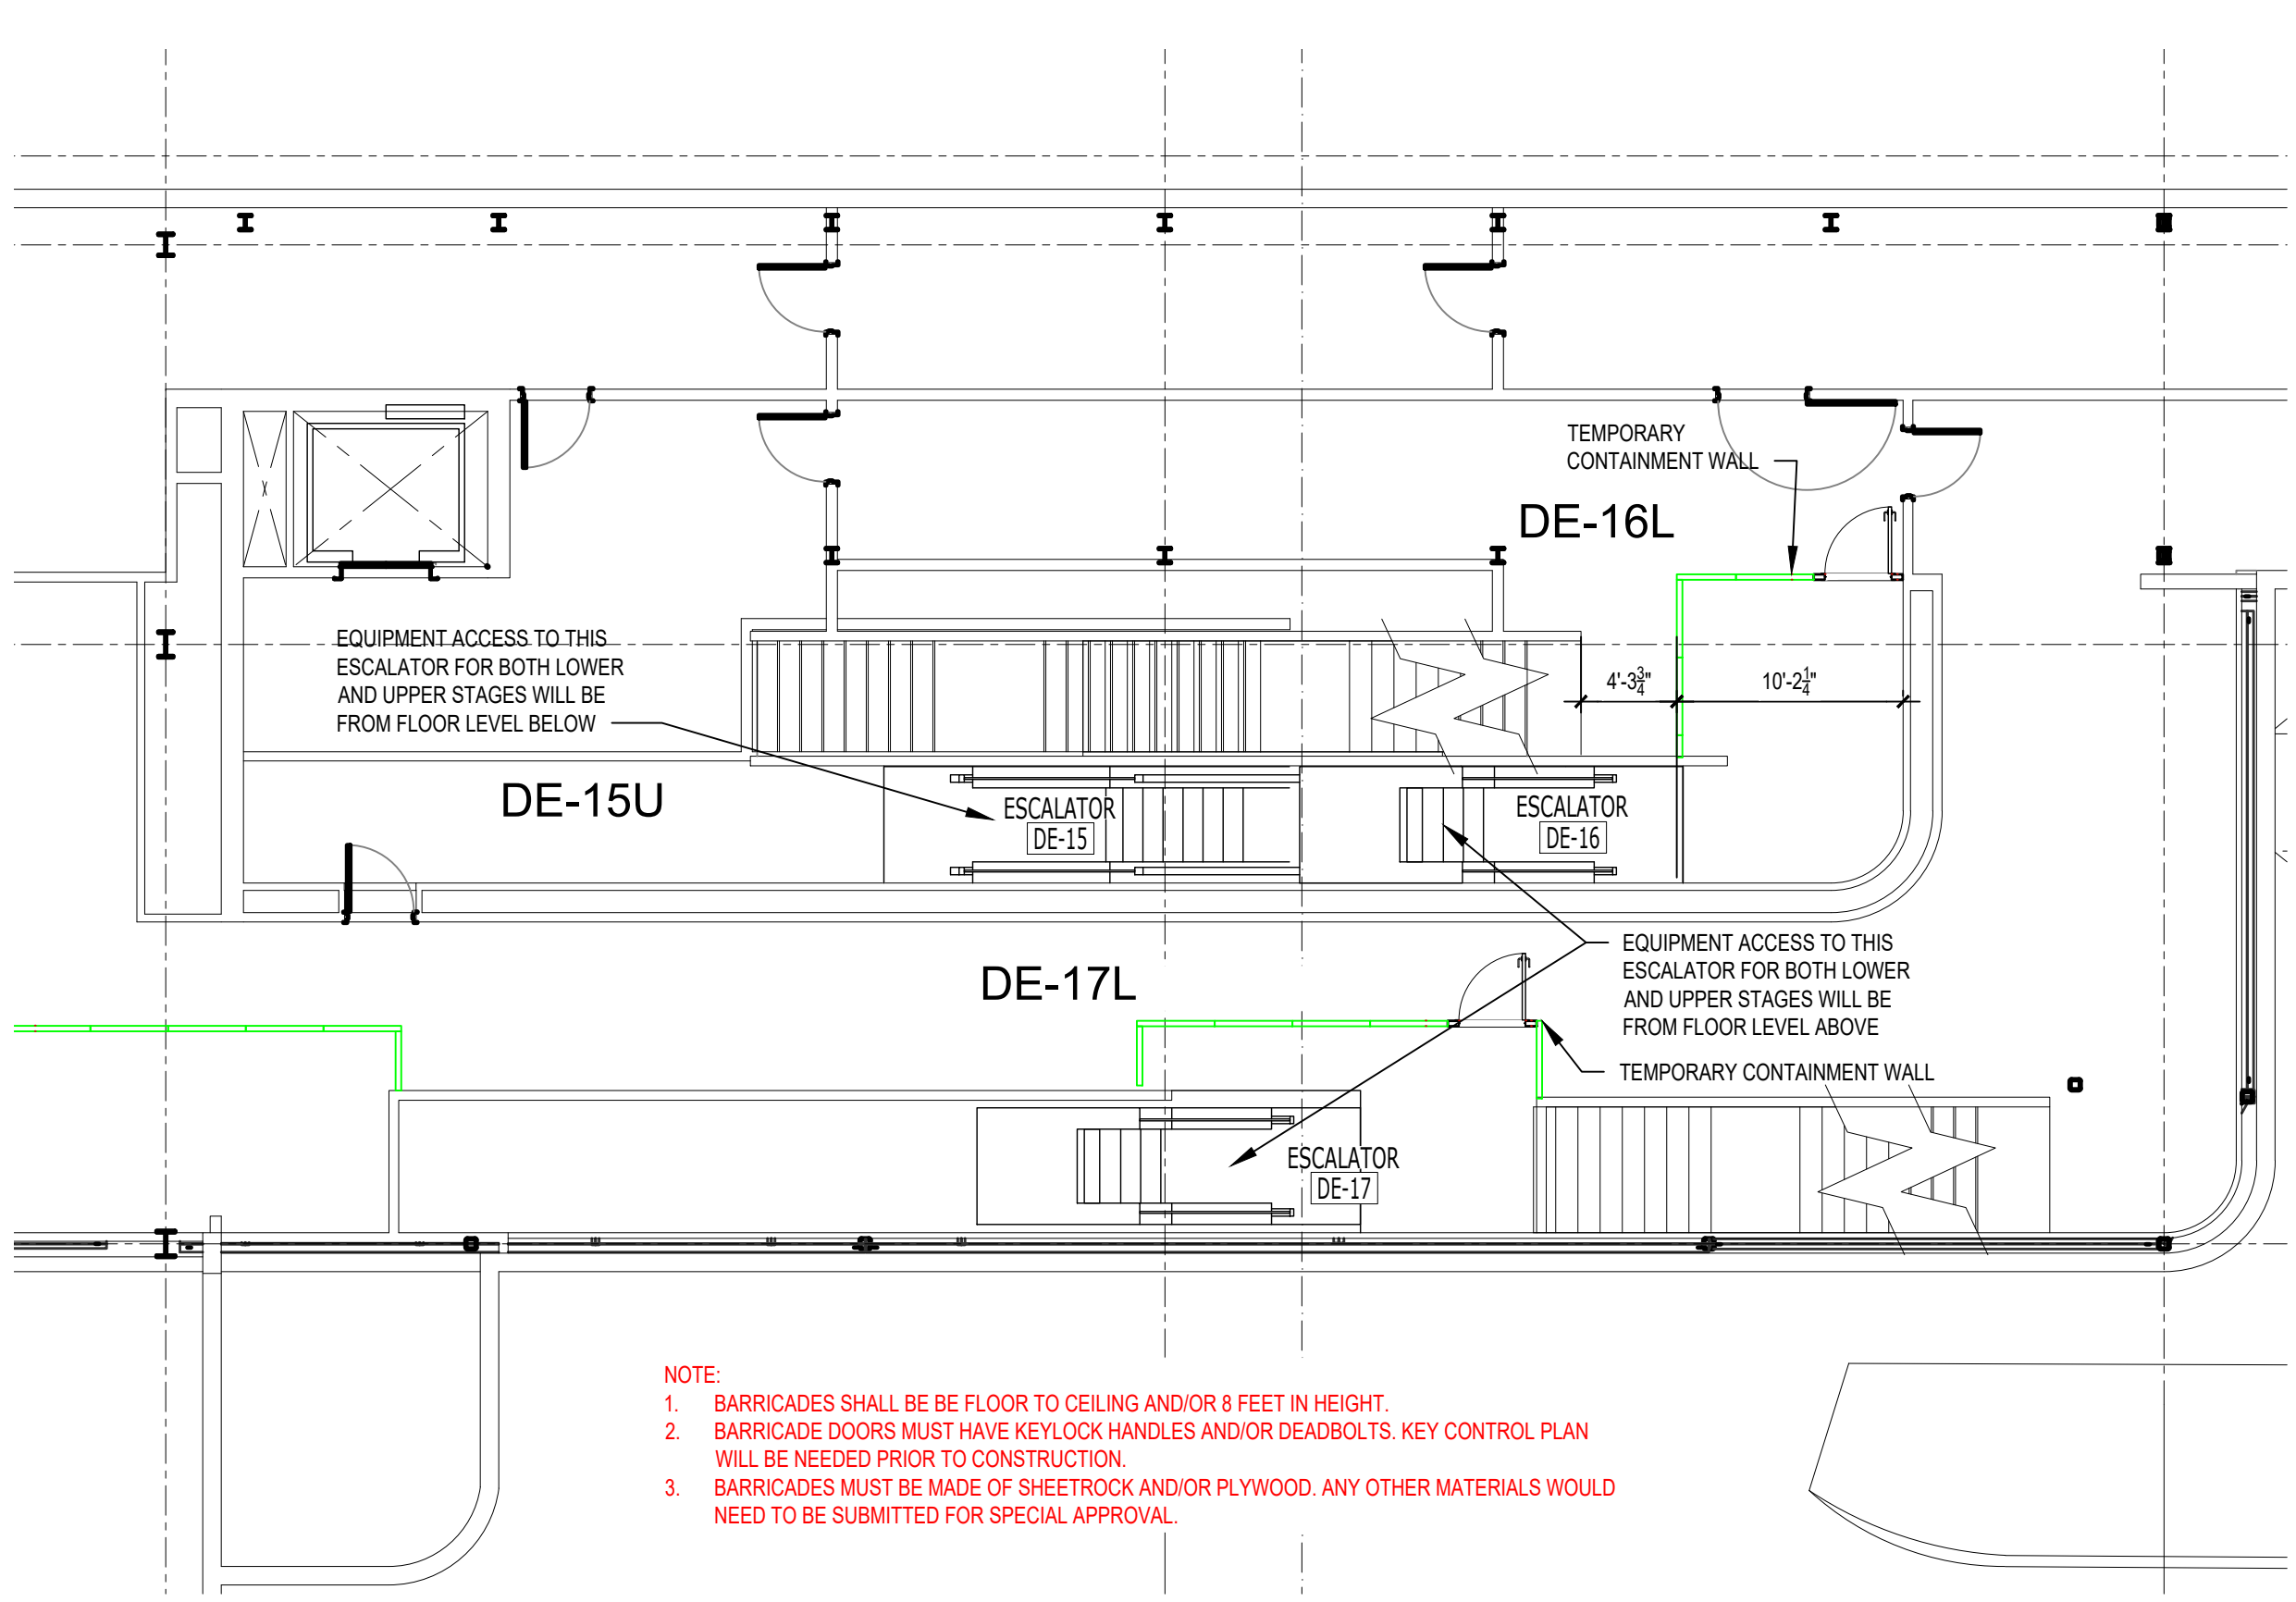 TEMPORARY
CONTAINMENT WALL
DE-16L
EQUIPMENT ACCESS TO THIS
ESCALATOR FOR BOTH LOWER
AND UPPER STAGES WILL BE
FROM FLOOR LEVEL BELOW
4'-3¾"
10'-2¼"
DE-15U
ESCALATOR
DE-15
ESCALATOR
DE-16
DE-17L
EQUIPMENT ACCESS TO THIS
ESCALATOR FOR BOTH LOWER
AND UPPER STAGES WILL BE
FROM FLOOR LEVEL ABOVE
TEMPORARY CONTAINMENT WALL
ESCALATOR
DE-17
NOTE:
1. BARRICADES SHALL BE BE FLOOR TO CEILING AND/OR 8 FEET IN HEIGHT.
2. BARRICADE DOORS MUST HAVE KEYLOCK HANDLES AND/OR DEADBOLTS. KEY CONTROL PLAN
WILL BE NEEDED PRIOR TO CONSTRUCTION.
3. BARRICADES MUST BE MADE OF SHEETROCK AND/OR PLYWOOD. ANY OTHER MATERIALS WOULD
NEED TO BE SUBMITTED FOR SPECIAL APPROVAL.